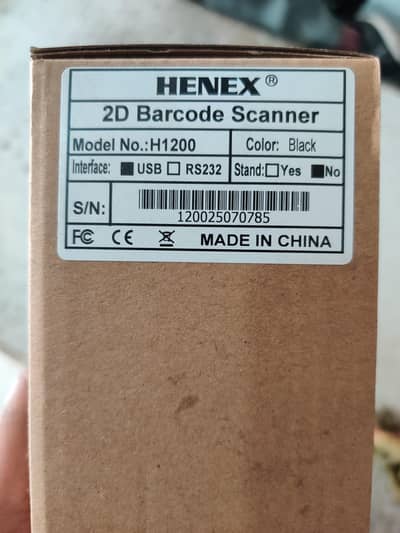 HENEX®
2D Barcode Scanner
Model No.:H1200 Color: Black
Interface: ■ USB □ RS232 Stand: □ Yes ■ No
S/N: 120025070785
FC CE MADE IN CHINA